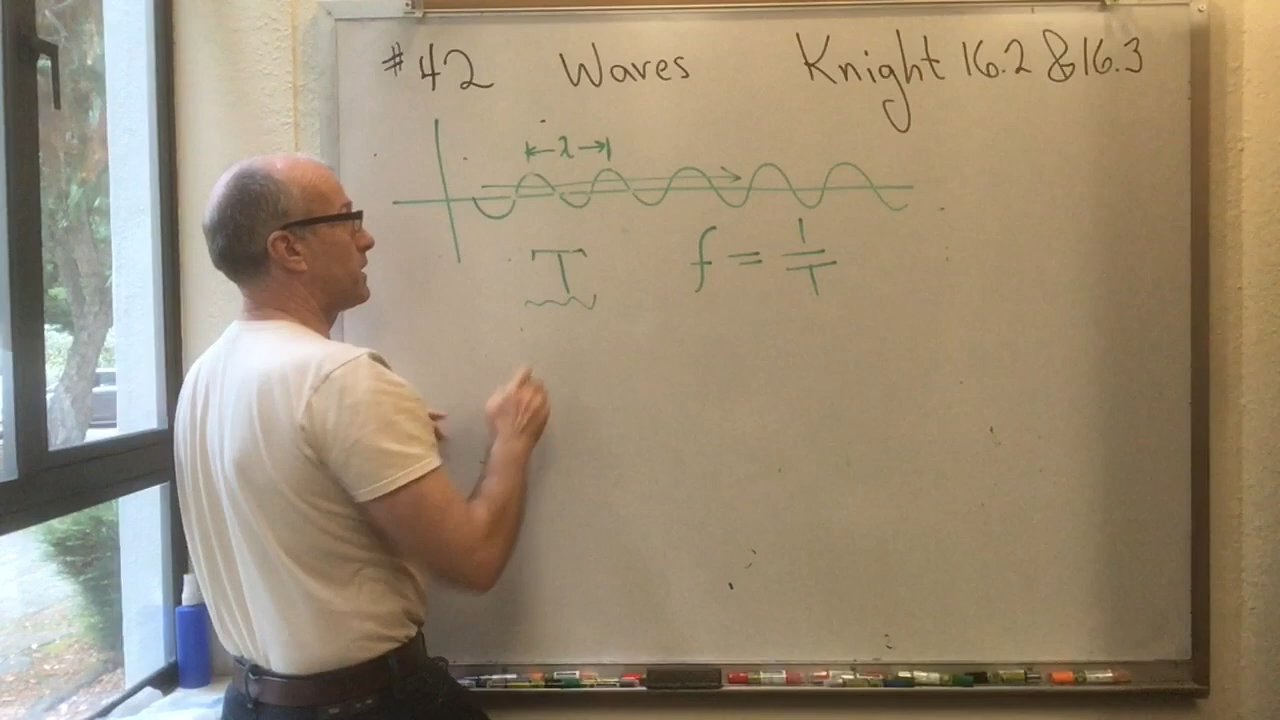 #42 Waves Knight 16.2 & 16.3
λ
T f = 1/T